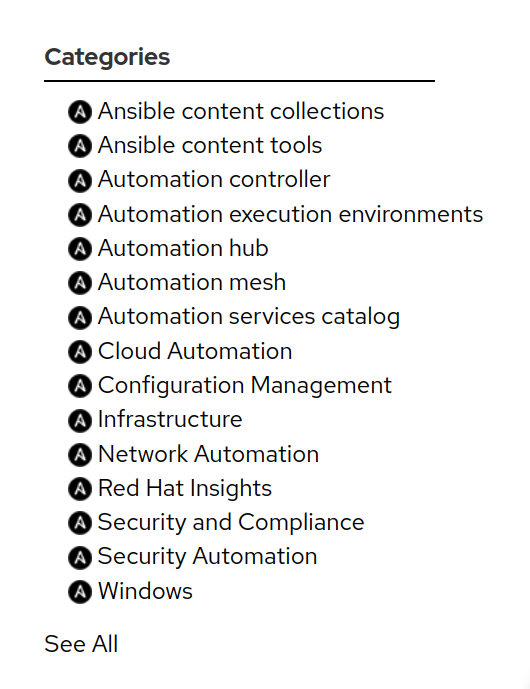 Categories
Ansible content collections
Ansible content tools
Automation controller
Automation execution environments
Automation hub
Automation mesh
Automation services catalog
Cloud Automation
Configuration Management
Infrastructure
Network Automation
Red Hat Insights
Security and Compliance
Security Automation
Windows
See All